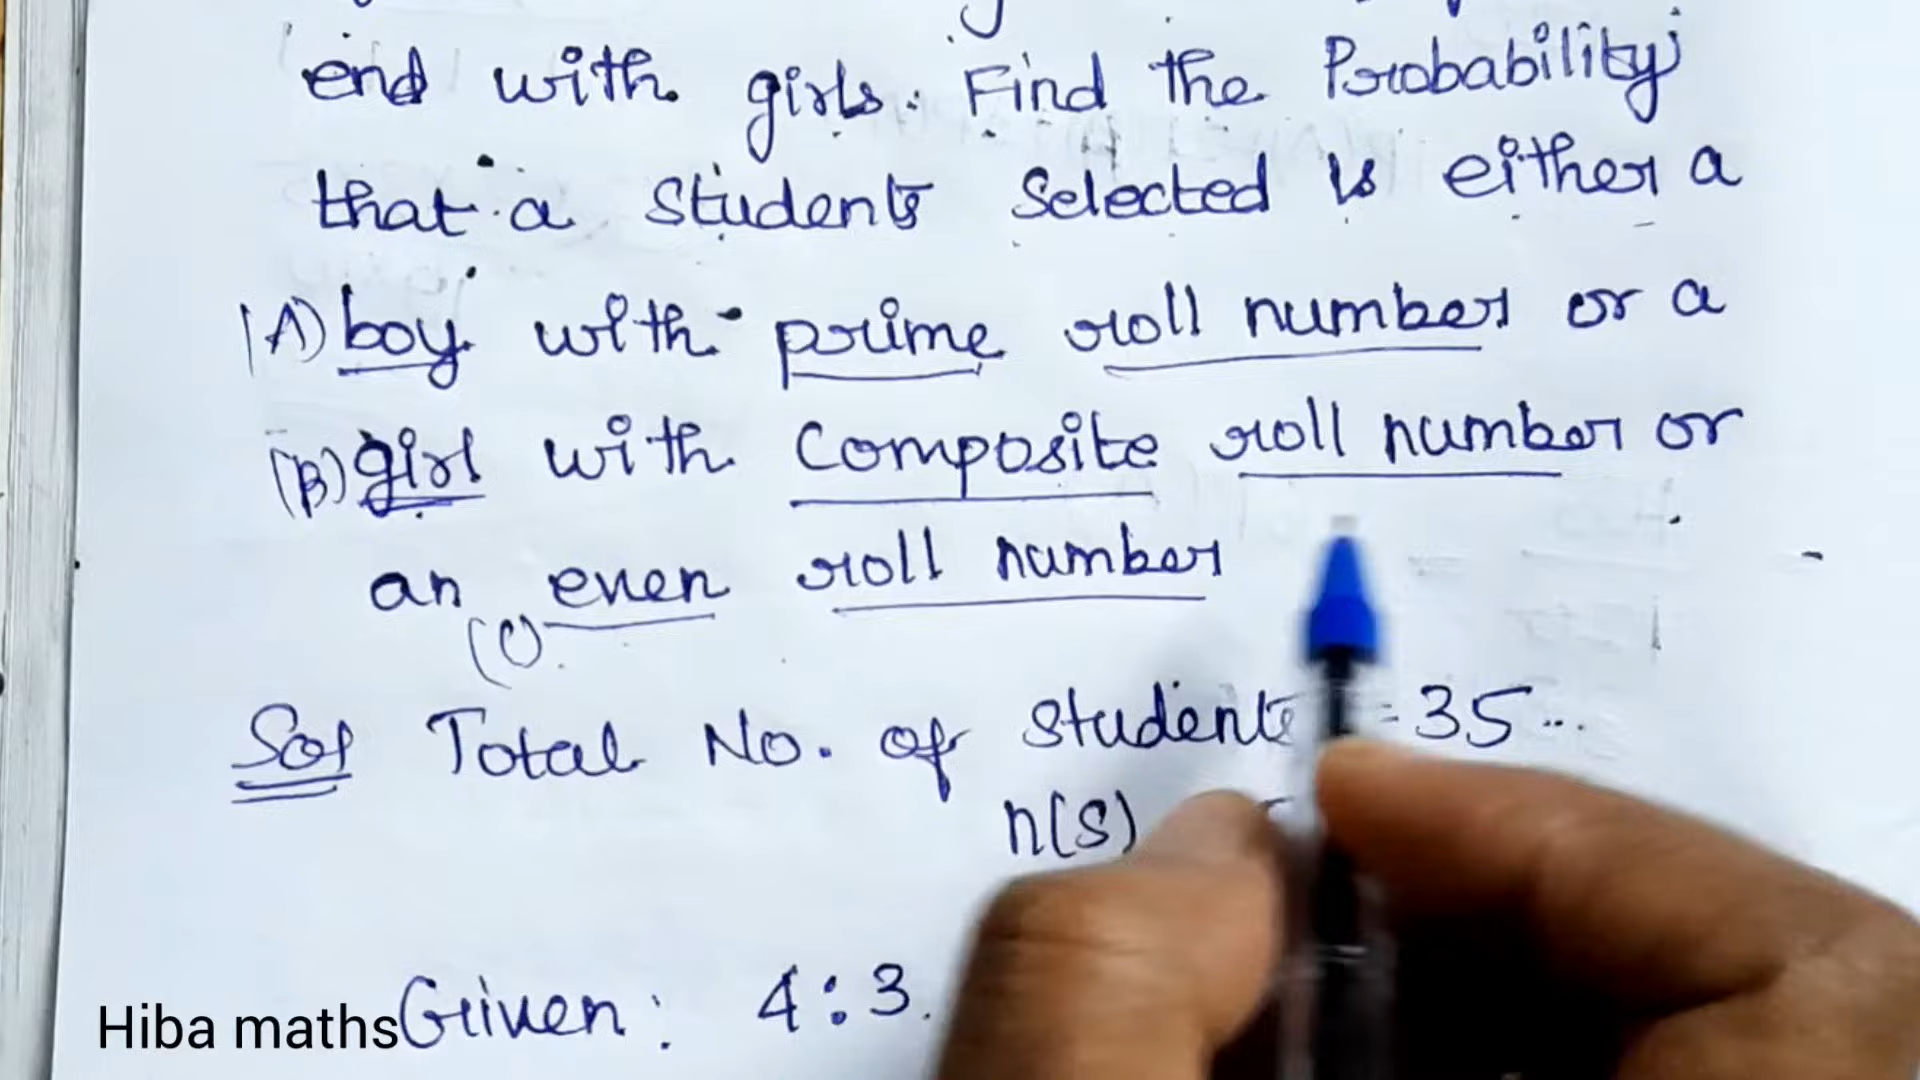 end with girls. Find the Probability
that a students selected is either a
(A) boy with prime roll number or a
(B) girl with composite roll number or
an even roll number
(C)
Sol Total No. of students = 35
n(s)
Given: 4:3.
Hiba maths